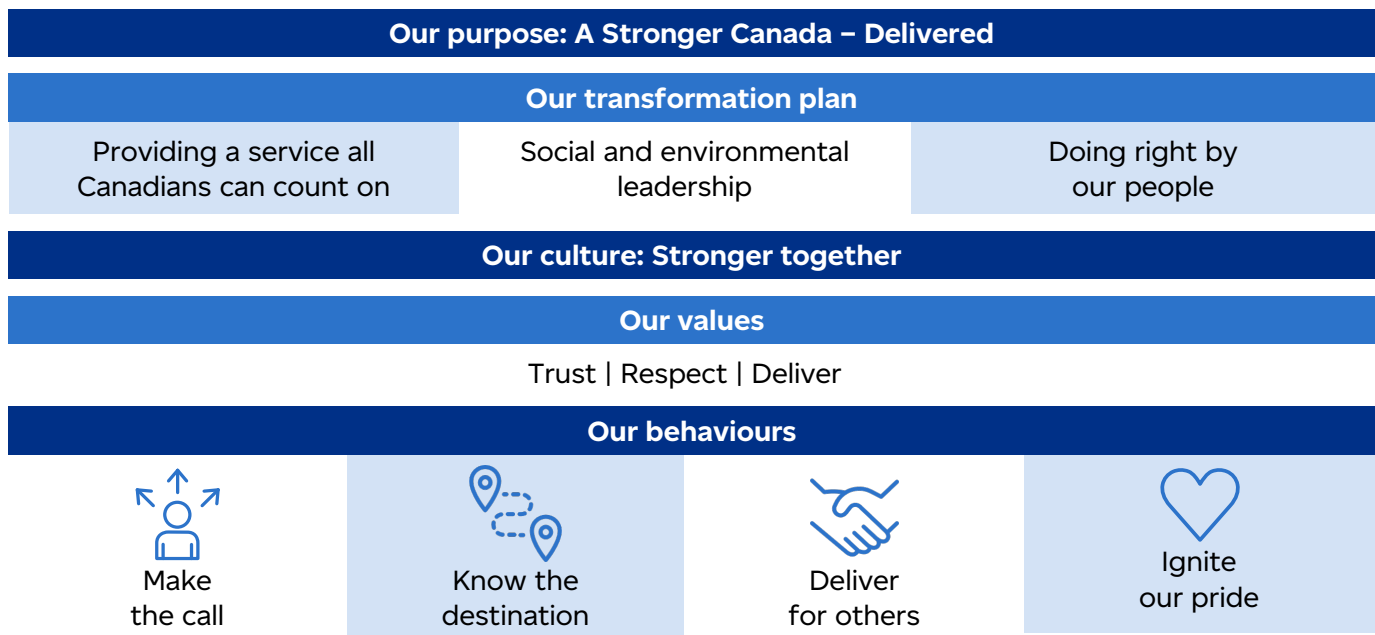 Our purpose: A Stronger Canada – Delivered
Our transformation plan
Providing a service all
Canadians can count on
Social and environmental
leadership
Doing right by
our people
Our culture: Stronger together
Our values
Trust | Respect | Deliver
Our behaviours
Make
the call
Know the
destination
Deliver
for others
Ignite
our pride